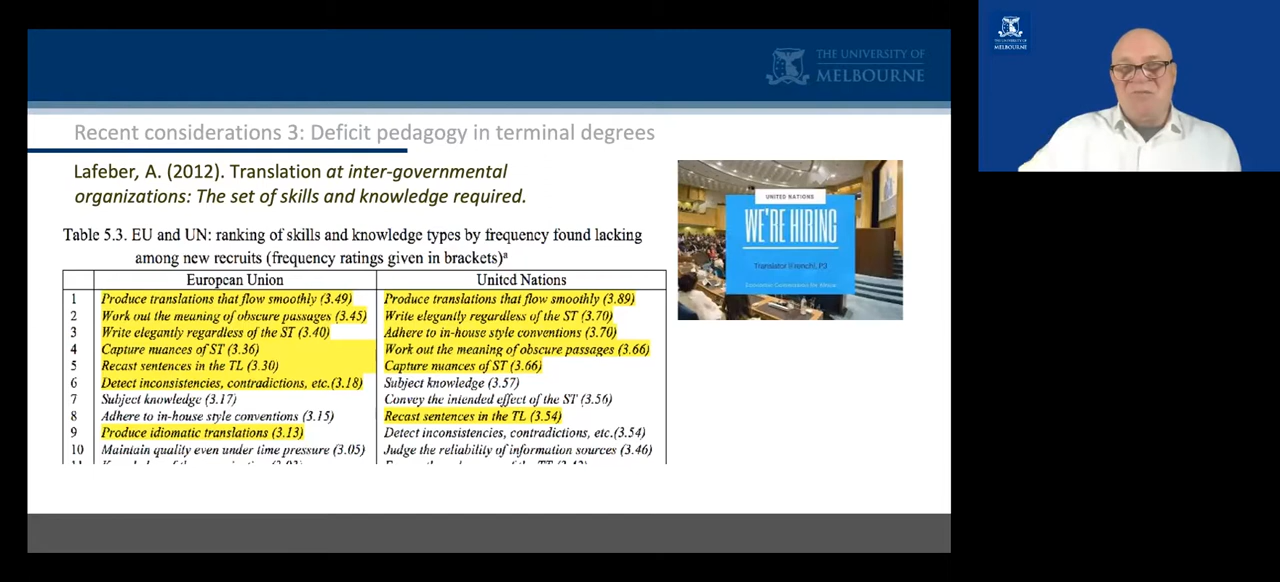 THE UNIVERSITY OF
MELBOURNE
Recent considerations 3: Deficit pedagogy in terminal degrees
Lafeber, A. (2012). Translation at inter-governmental
organizations: The set of skills and knowledge required.
Table 5.3. EU and UN: ranking of skills and knowledge types by frequency found lacking
among new recruits (frequency ratings given in brackets)a
European Union United Nations
1 Produce translations that flow smoothly (3.49) Produce translations that flow smoothly (3.89)
2 Work out the meaning of obscure passages (3.45) Write elegantly regardless of the ST (3.70)
3 Write elegantly regardless of the ST (3.40) Adhere to in-house style conventions (3.70)
4 Capture nuances of ST (3.36) Work out the meaning of obscure passages (3.66)
5 Recast sentences in the TL (3.30) Capture nuances of ST (3.66)
6 Detect inconsistencies, contradictions, etc.(3.18) Subject knowledge (3.57)
7 Subject knowledge (3.17) Convey the intended effect of the ST (3.56)
8 Adhere to in-house style conventions (3.15) Recast sentences in the TL (3.54)
9 Produce idiomatic translations (3.13) Detect inconsistencies, contradictions, etc.(3.54)
10 Maintain quality even under time pressure (3.05) Judge the reliability of information sources (3.46)
UNITED NATIONS
WE'RE HIRING
Translator (French), P3
Economic Commission for Africa
MELBOURNE